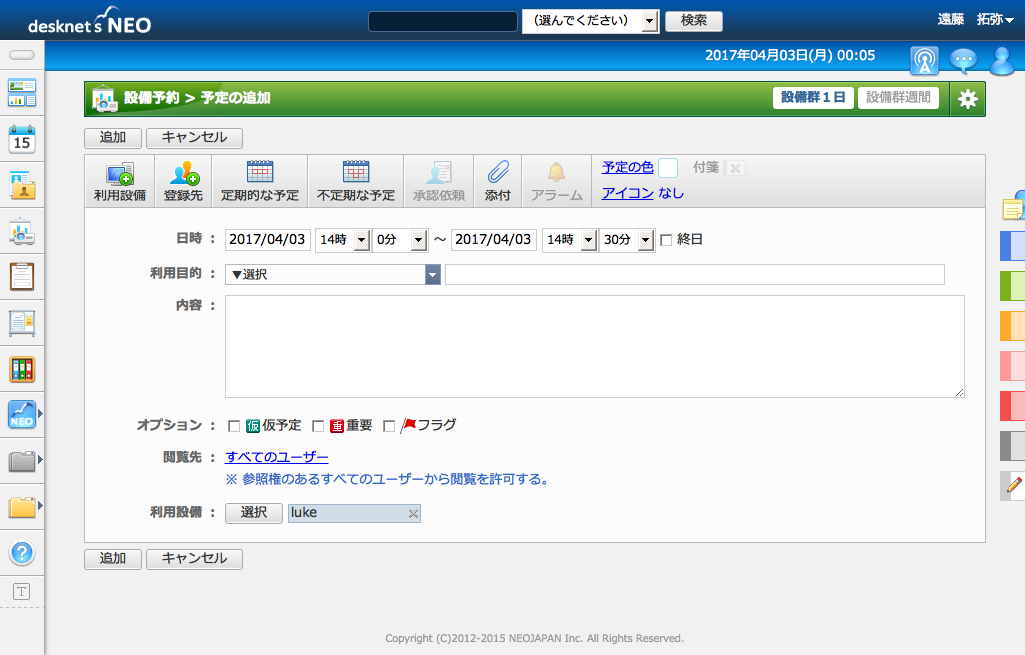 desknet's NEO （選んでください） 検索 遠藤 拓弥
2017年04月03日(月) 00:05
設備予約 > 予定の追加 設備群１日 設備群週間
追加 キャンセル
15
利用設備 登録先 定期的な予定 不定期な予定 承認依頼 添付 アラーム
予定の色 付箋
アイコン なし
日時 ： 2017/04/03 14時 0分 ～ 2017/04/03 14時 30分 終日
利用目的 ： ▼選択
内容 ：
オプション ： 仮 仮予定 重 重要 フラグ
NEO
閲覧先 ： すべてのユーザー
※ 参照権のあるすべてのユーザーから閲覧を許可する。
利用設備 ： 選択 luke
追加 キャンセル
?
T
Copyright (C)2012-2015 NEOJAPAN Inc. All Rights Reserved.